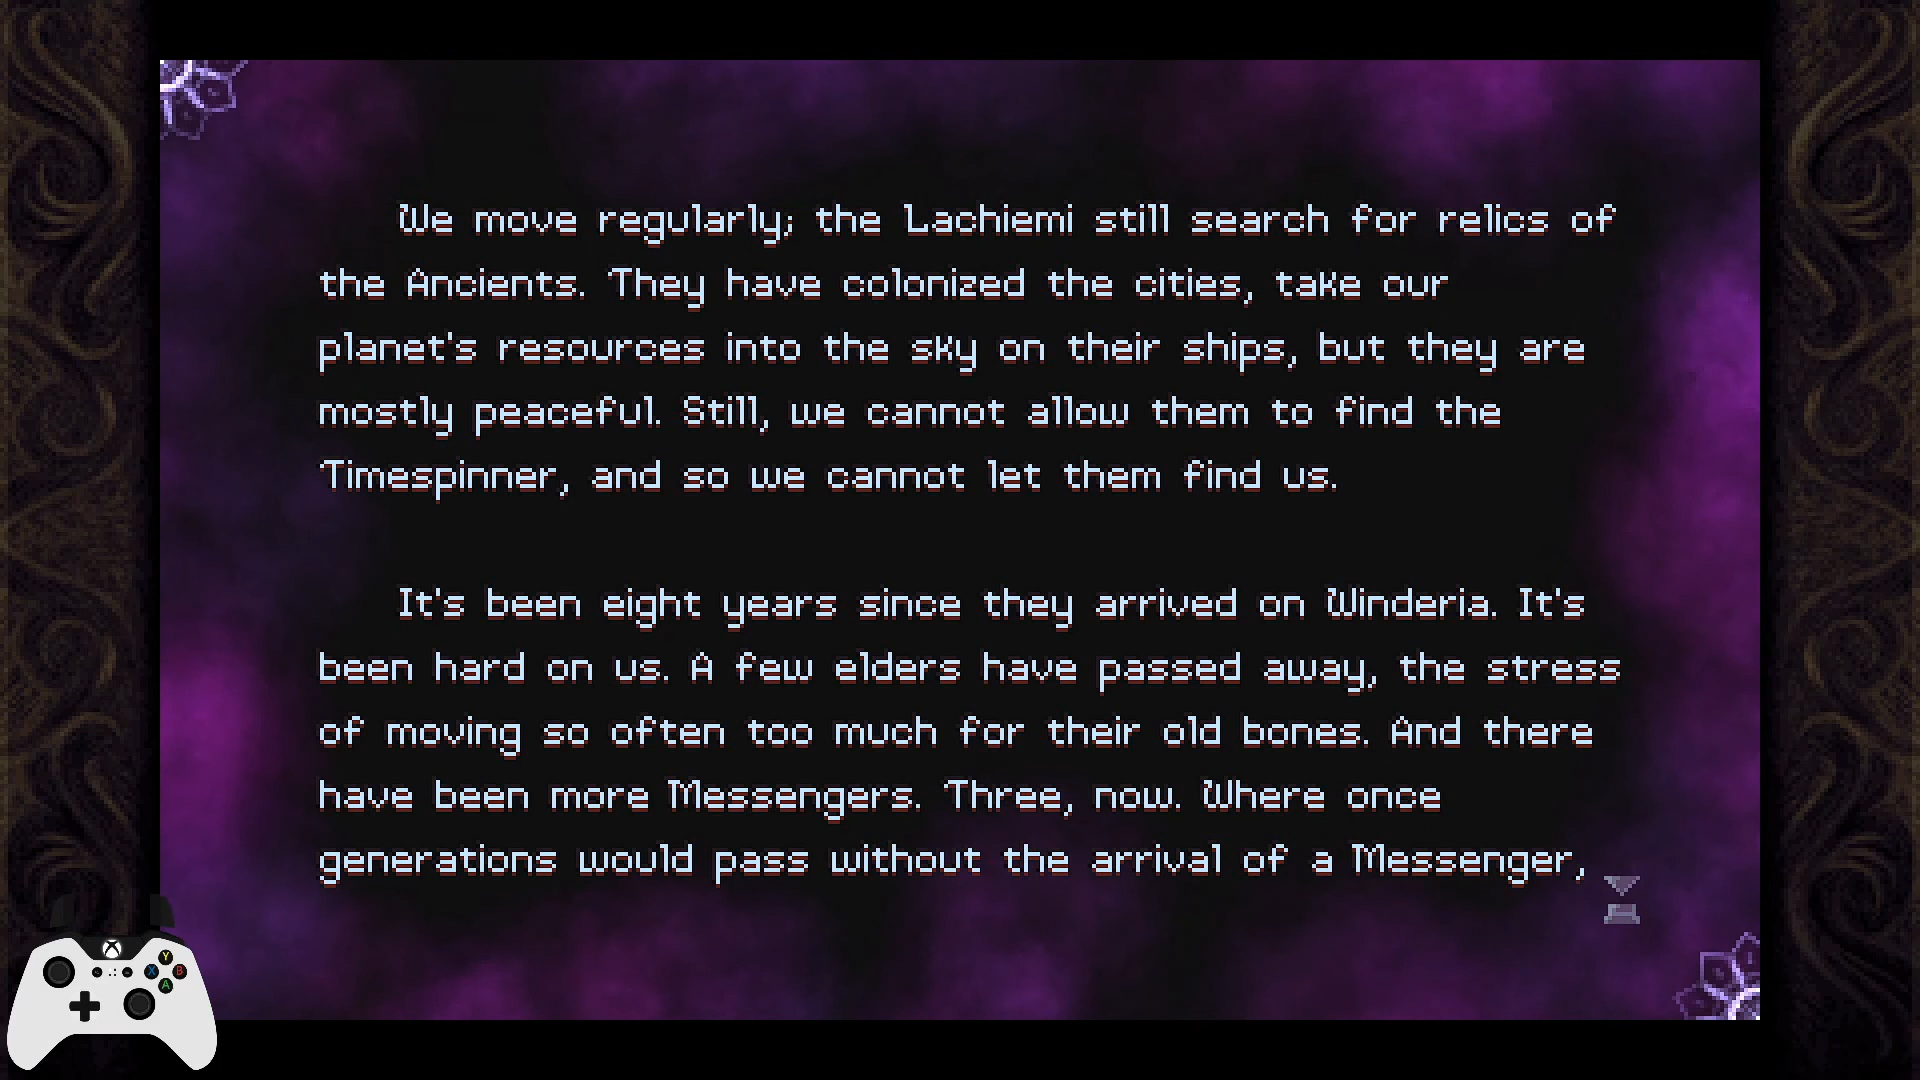 We move regularly; the Lachiemi still search for relics of
the Ancients. They have colonized the cities, take our
planet's resources into the sky on their ships, but they are
mostly peaceful. Still, we cannot allow them to find the
Timespinner, and so we cannot let them find us.
It's been eight years since they arrived on Winderia. It's
been hard on us. A few elders have passed away, the stress
of moving so often too much for their old bones. And there
have been more Messengers. Three, now. Where once
generations would pass without the arrival of a Messenger,
Y
X B
A